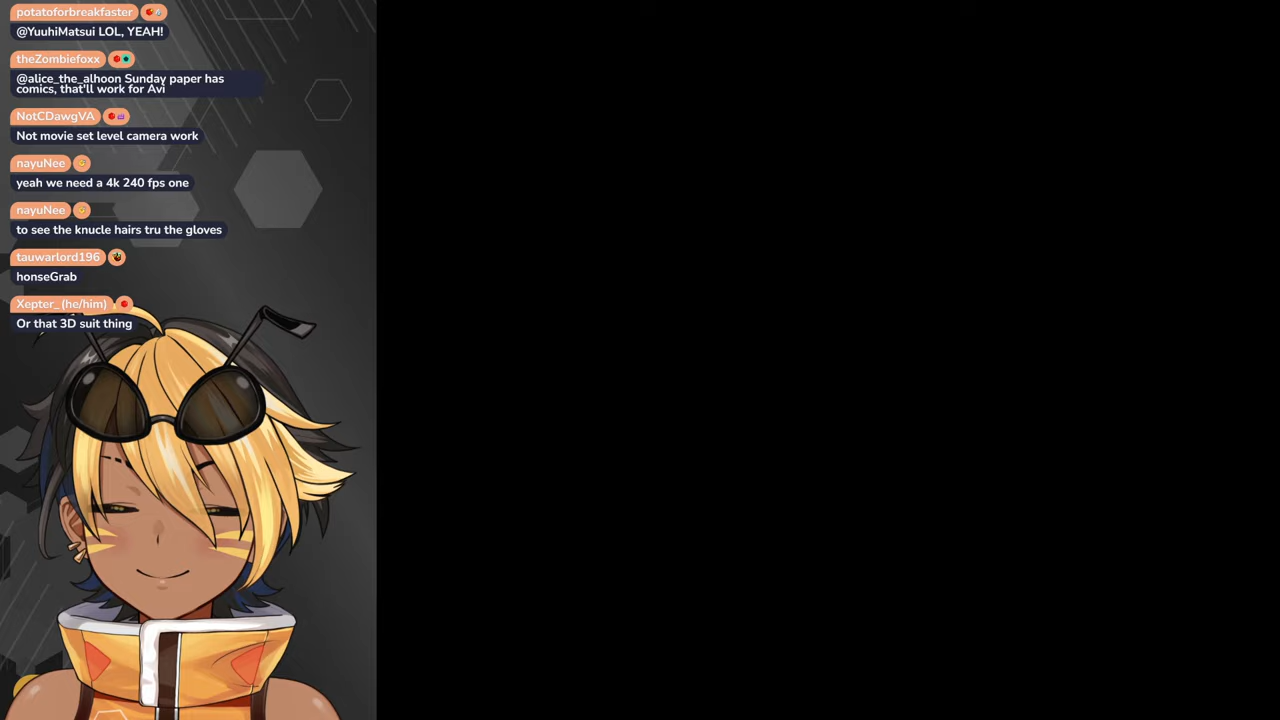 potatoforbreakfaster
@YuuhiMatsui LOL, YEAH!
theZombiefoxx
@alice_the_alhoon Sunday paper has
comics, that'll work for Avi
NotCDawgVA
Not movie set level camera work
nayuNee
yeah we need a 4k 240 fps one
nayuNee
to see the knucle hairs tru the gloves
tauwarlord196
honseGrab
Xepter_(he/him)
Or that 3D suit thing